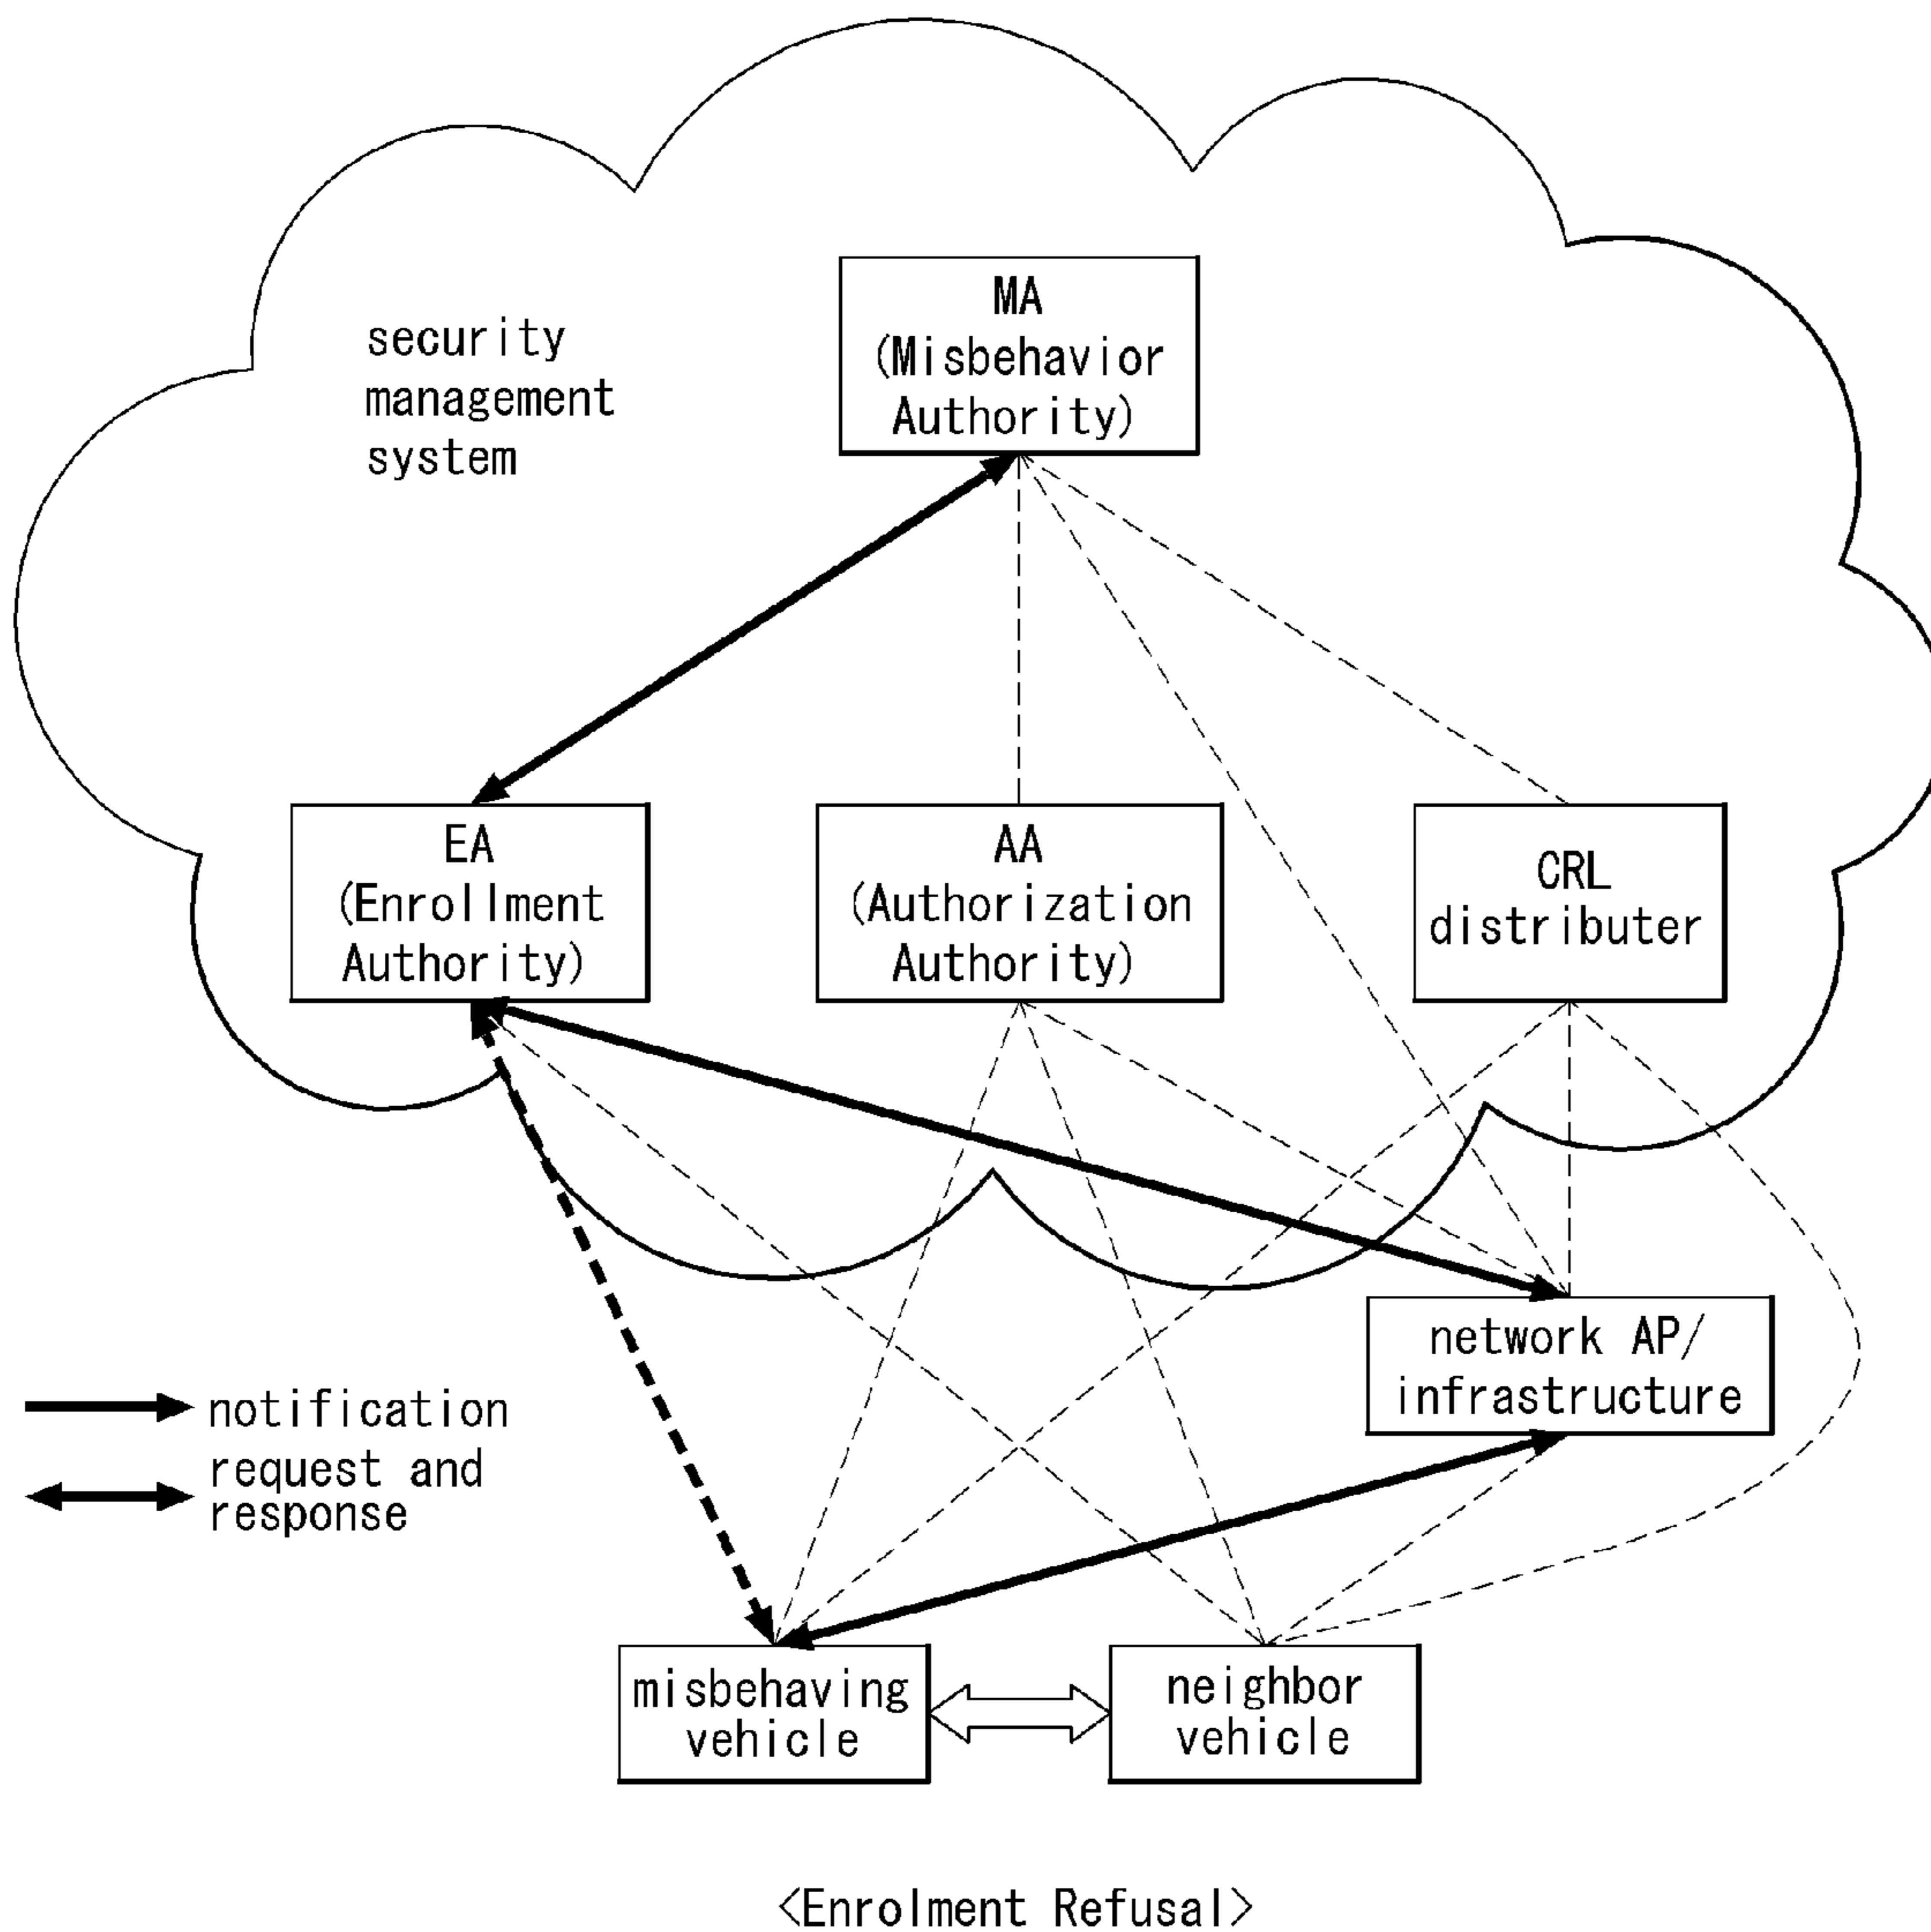 MA
(Misbehavior
Authority)
security
management
system
EA
(Enrollment
Authority)
AA
(Authorization
Authority)
CRL
distributer
network AP/
infrastructure
notification
request and
response
misbehaving
vehicle
neighbor
vehicle
<Enrolment Refusal>